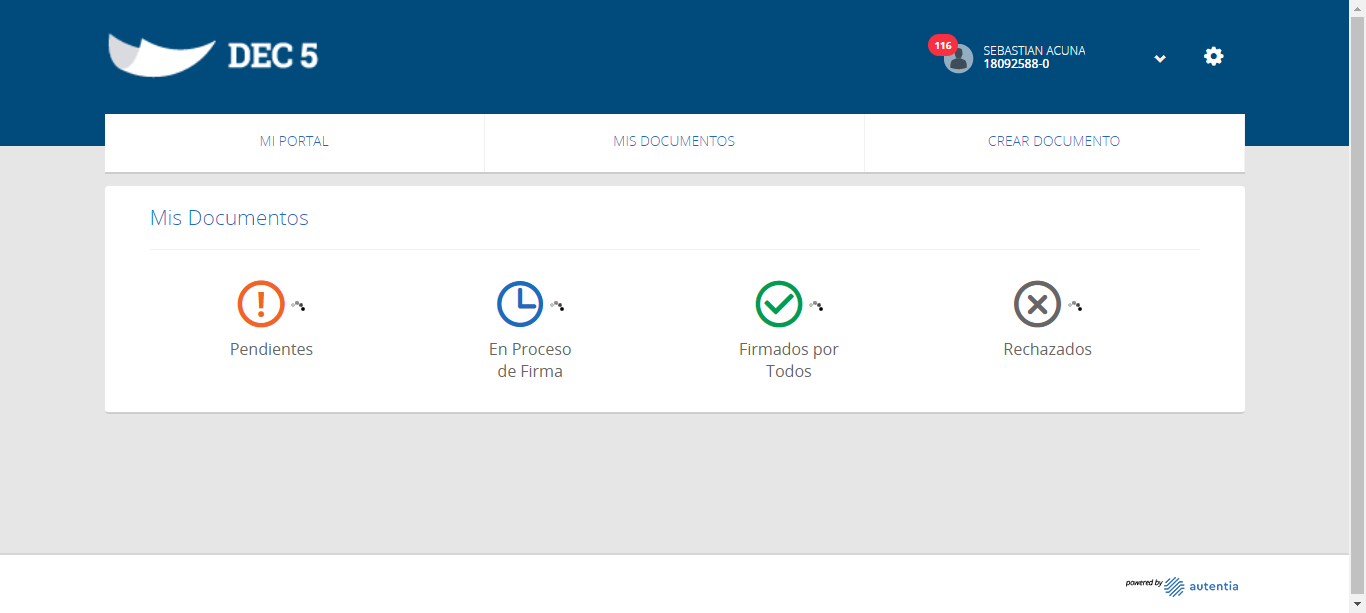 DEC 5
116
SEBASTIAN ACUNA
18092588-0
MI PORTAL
MIS DOCUMENTOS
CREAR DOCUMENTO
Mis Documentos
Pendientes
En Proceso
de Firma
Firmados por
Todos
Rechazados
powered by autentia